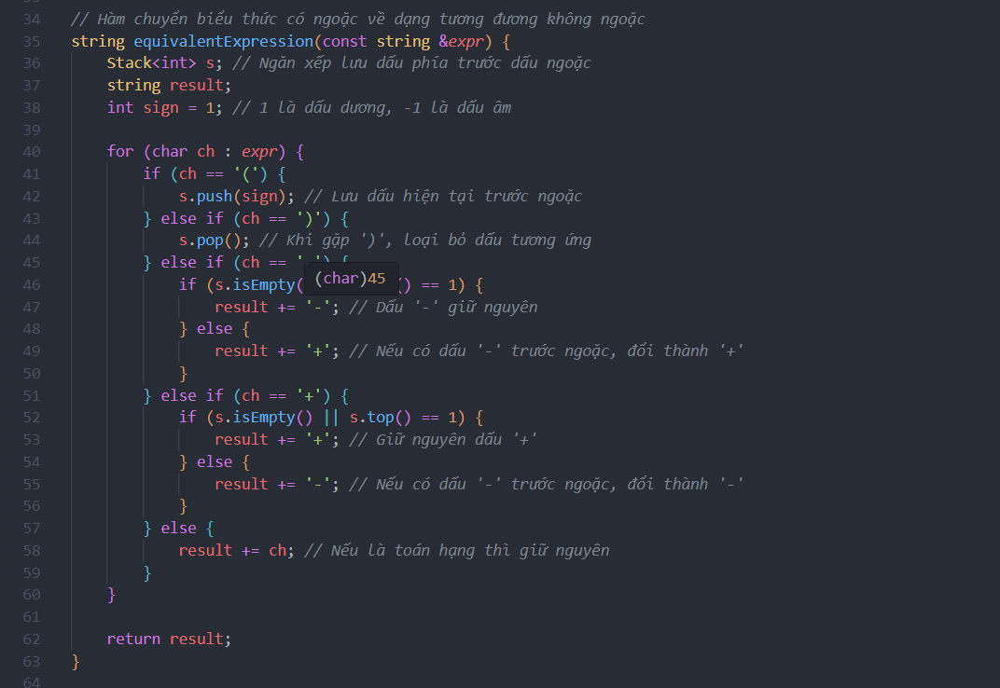 34 // Hàm chuyển biểu thức có ngoặc về dạng tương đương không ngoặc
35 string equivalentExpression(const string &expr) {
36 Stack<int> s; // Ngăn xếp lưu dấu phía trước dấu ngoặc
37 string result;
38 int sign = 1; // 1 là dấu dương, -1 là dấu âm
39
40 for (char ch : expr) {
41 if (ch == '(') {
42 s.push(sign); // Lưu dấu hiện tại trước ngoặc
43 } else if (ch == ')') {
44 s.pop(); // Khi gặp ')', loại bỏ dấu tương ứng
45 } else if (ch == '-') {
(char)45
46 if (s.isEmpty( () == 1) {
47 result += '-'; // Dấu '-' giữ nguyên
48 } else {
49 result += '+'; // Nếu có dấu '-' trước ngoặc, đổi thành '+'
50 }
51 } else if (ch == '+') {
52 if (s.isEmpty() || s.top() == 1) {
53 result += '+'; // Giữ nguyên dấu '+'
54 } else {
55 result += '-'; // Nếu có dấu '-' trước ngoặc, đổi thành '-'
56 }
57 } else {
58 result += ch; // Nếu là toán hạng thì giữ nguyên
59 }
60 }
61
62 return result;
63 }
64